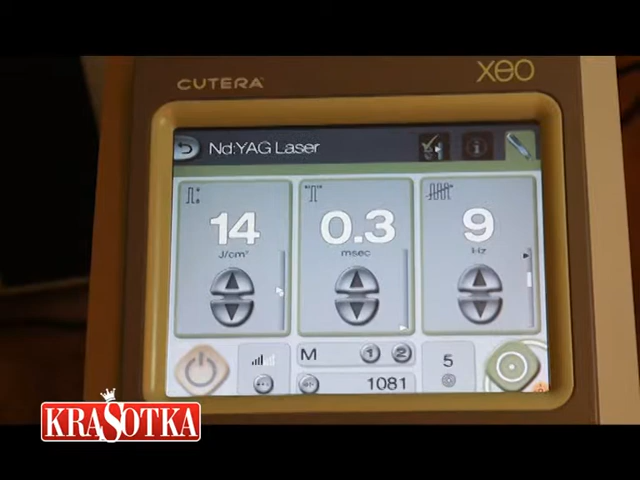 CUTERA
xeo
Nd:YAG Laser
14
J/cm²
0.3
msec
9
Hz
M
1
2
5
1081
KRASOTKA